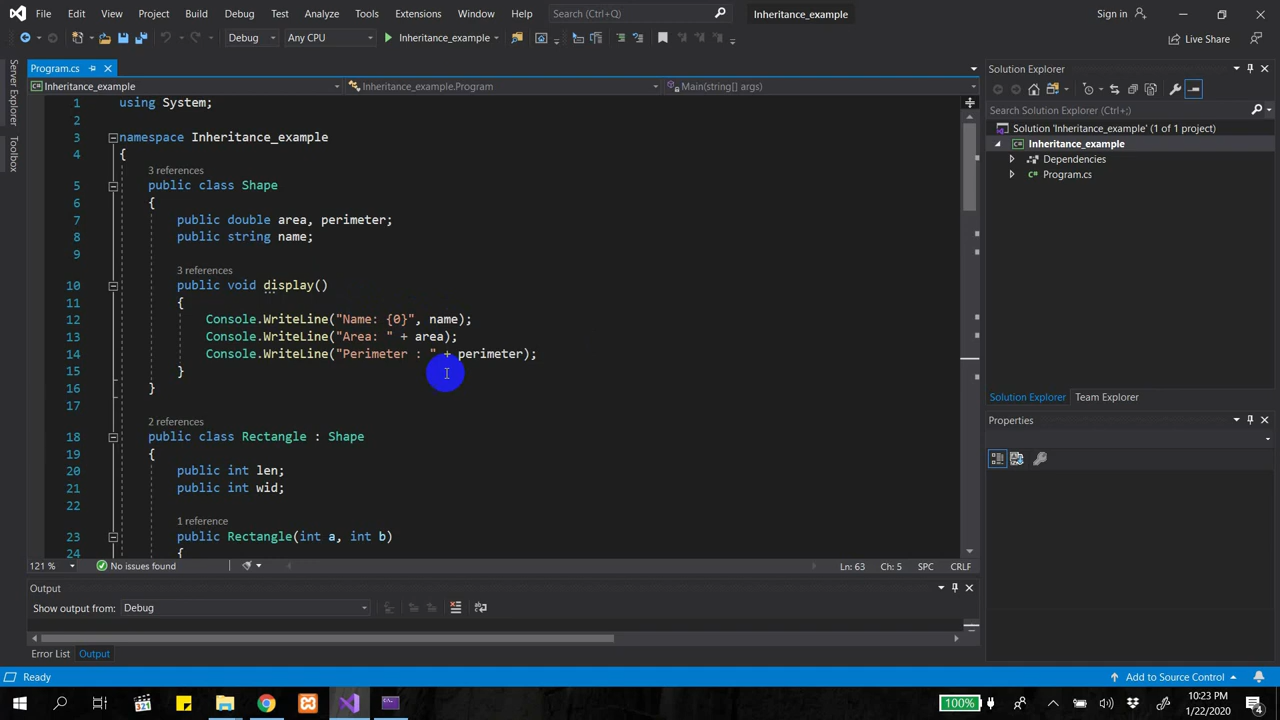 File Edit View Project Build Debug Test Analyze Tools Extensions Window Help Search (Ctrl+Q) Inheritance_example Sign in
Debug Any CPU Inheritance_example Live Share
Server Explorer
Toolbox
Program.cs
Inheritance_example Inheritance_example.Program Main(string[] args)
1 using System;
2
3 namespace Inheritance_example
4 {
3 references
5 public class Shape
6 {
7 public double area, perimeter;
8 public string name;
9
3 references
10 public void display()
11 {
12 Console.WriteLine("Name: {0}", name);
13 Console.WriteLine("Area: " + area);
14 Console.WriteLine("Perimeter : " + perimeter);
15 }
16 }
17
2 references
18 public class Rectangle : Shape
19 {
20 public int len;
21 public int wid;
22
1 reference
23 public Rectangle(int a, int b)
24 {
121 % No issues found Ln: 63 Ch: 5 SPC CRLF
Output
Show output from: Debug
Error List Output
Solution Explorer
Search Solution Explorer (Ctrl+;)
Solution 'Inheritance_example' (1 of 1 project)
Inheritance_example
Dependencies
Program.cs
Solution Explorer Team Explorer
Properties
Ready Add to Source Control
100% 10:23 PM
1/22/2020 4